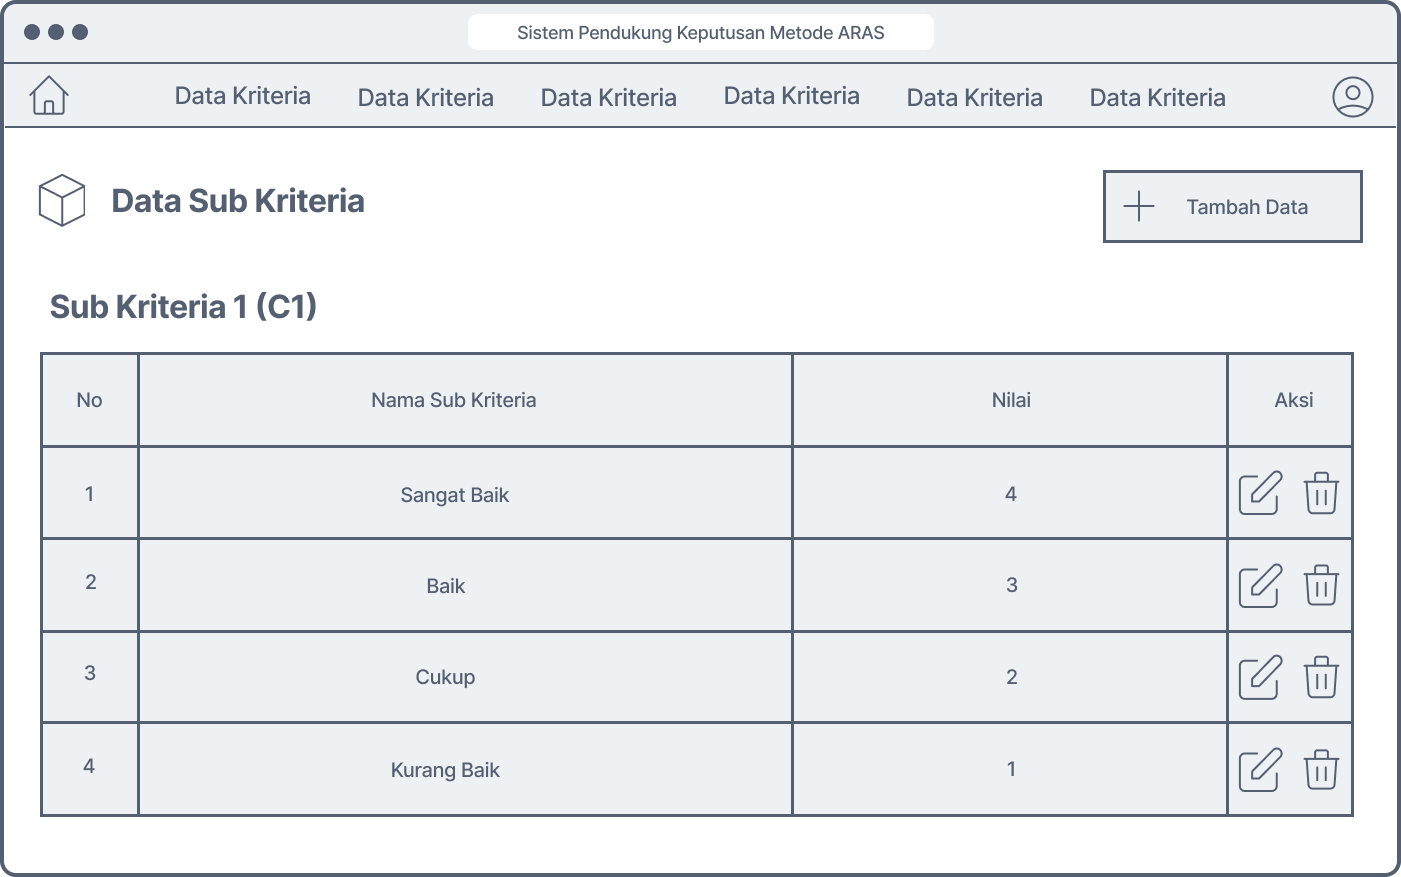 Sistem Pendukung Keputusan Metode ARAS
Data Kriteria Data Kriteria Data Kriteria Data Kriteria Data Kriteria Data Kriteria
Data Sub Kriteria
Tambah Data
Sub Kriteria 1 (C1)
No Nama Sub Kriteria Nilai Aksi
1 Sangat Baik 4
2 Baik 3
3 Cukup 2
4 Kurang Baik 1